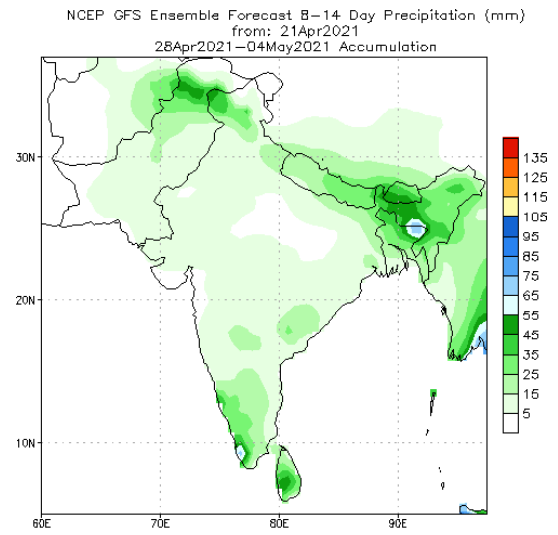 NCEP GFS Ensemble Forecast 8-14 Day Precipitation (mm)
from: 21Apr2021
28Apr2021-04May2021 Accumulation
30N
20N
10N
60E
70E
80E
90E
135
125
115
105
95
85
75
65
55
45
35
25
15
5